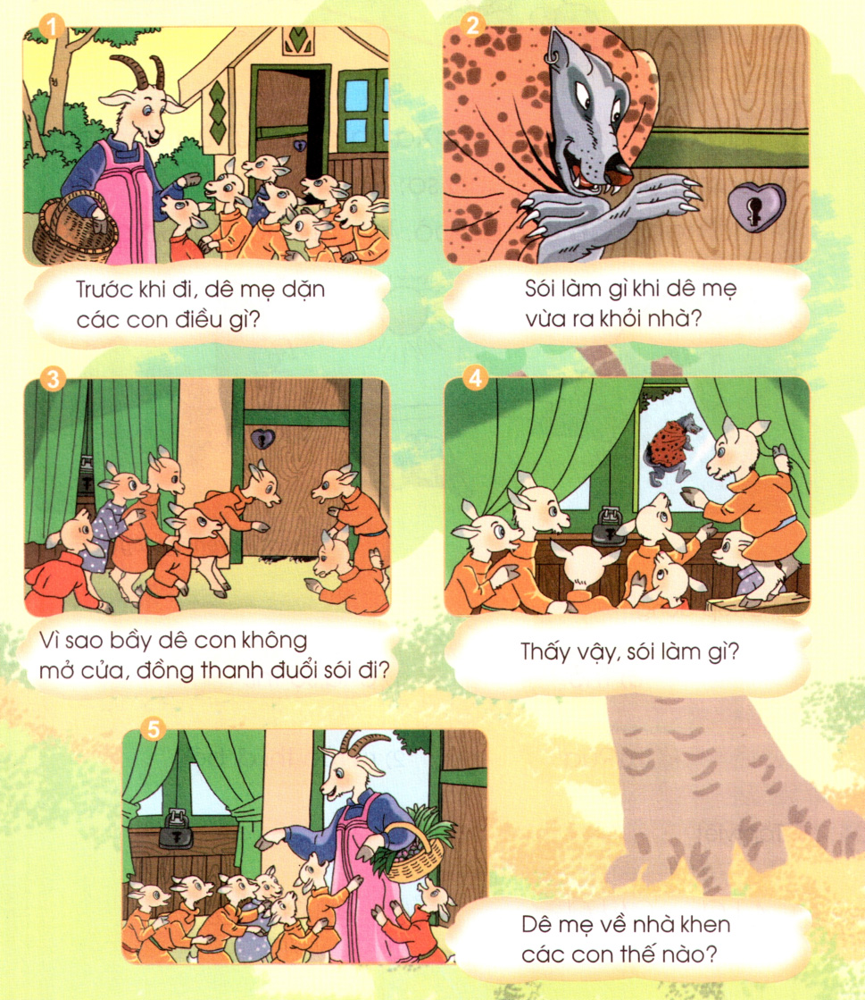 1
Trước khi đi, dê mẹ dặn
các con điều gì?
2
Sói làm gì khi dê mẹ
vừa ra khỏi nhà?
3
Vì sao bầy dê con không
mở cửa, đồng thanh đuổi sói đi?
4
Thấy vậy, sói làm gì?
5
Dê mẹ về nhà khen
các con thế nào?